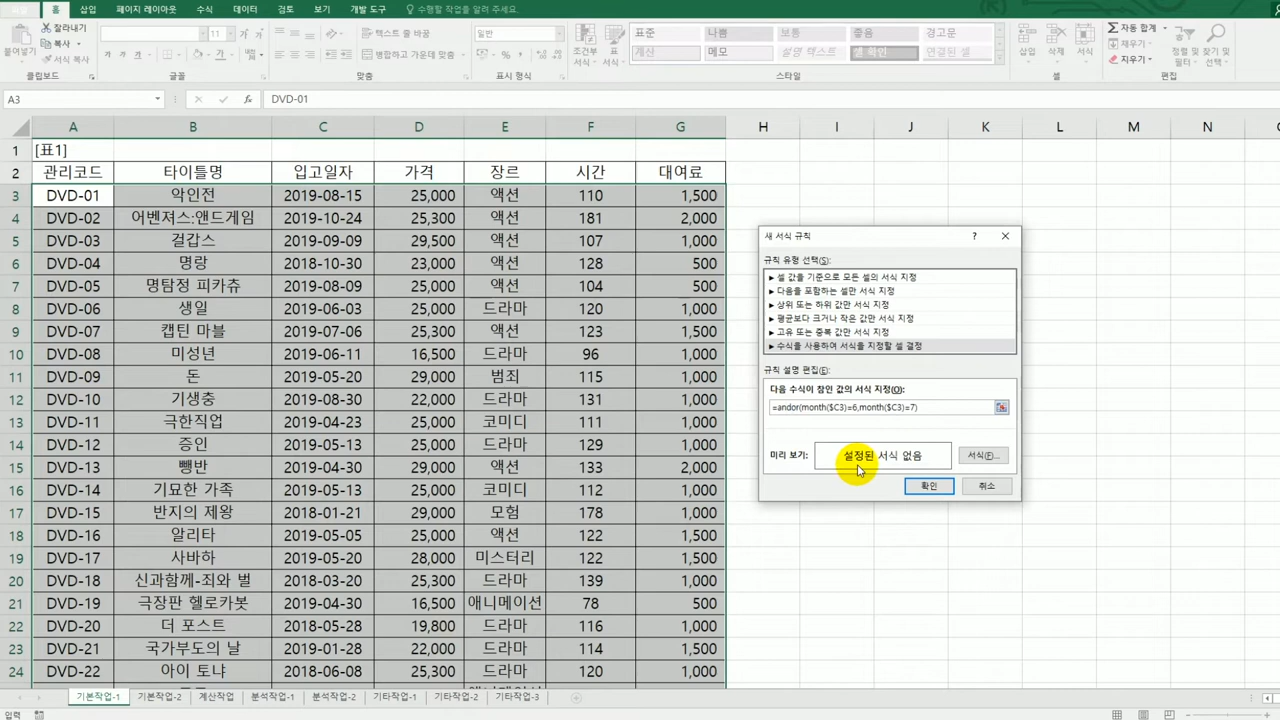 홈 삽입 페이지 레이아웃 수식 데이터 검토 보기 개발 도구 수행할 작업을 알려 주세요.
잘라내기 11 텍스트 줄 바꿈 일반 표준 나쁨 보통 좋음 경고문 자동 합계
붙여넣기 복사 채우기
서식 복사 가 가 가 병합하고 가운데 맞춤 조건부 서식 표 서식 계산 메모 설명 텍스트 셀 확인 연결된 셀 삽입 삭제 서식 지우기 정렬 및 필터 찾기 및 선택
클립보드 글꼴 맞춤 표시 형식 스타일 셀 편집
A3 fx DVD-01
A B C D E F G H I J K L M N
1 [표1]
2 관리코드 타이틀명 입고일자 가격 장르 시간 대여료
3 DVD-01 악인전 2019-08-15 25,000 액션 110 1,500
4 DVD-02 어벤져스:앤드게임 2019-10-24 25,300 액션 181 2,000
5 DVD-03 걸캅스 2019-09-09 29,500 액션 107 1,000
6 DVD-04 명랑 2018-10-30 23,000 액션 128 500
7 DVD-05 명탐정 피카츄 2019-08-31 25,000 액션 104 500
8 DVD-06 생일 2019-06-03 25,000 드라마 120 1,000
9 DVD-07 캡틴 마블 2019-07-06 25,300 액션 123 1,500
10 DVD-08 미성년 2019-06-11 16,500 드라마 96 1,000
11 DVD-09 돈 2019-05-20 29,000 범죄 115 1,000
12 DVD-10 기생충 2019-08-30 22,000 드라마 131 1,000
13 DVD-11 극한직업 2019-04-23 25,000 코미디 111 1,000
14 DVD-12 증인 2019-05-13 25,000 드라마 129 1,000
15 DVD-13 뺑반 2019-04-30 29,000 액션 133 2,000
16 DVD-14 기묘한 가족 2019-05-13 25,000 코미디 112 1,000
17 DVD-15 반지의 제왕 2018-01-21 29,000 모험 178 1,000
18 DVD-16 알리타 2019-05-05 25,000 액션 122 1,500
19 DVD-17 사바하 2019-05-20 28,000 미스터리 122 1,500
20 DVD-18 신과함께-죄와 벌 2018-03-20 25,300 드라마 139 1,000
21 DVD-19 극장판 헬로카봇 2019-04-30 16,500 애니메이션 78 500
22 DVD-20 더 포스트 2018-05-28 19,800 드라마 116 1,000
23 DVD-21 국가부도의 날 2019-01-28 22,000 드라마 114 1,500
24 DVD-22 아이 토냐 2018-06-08 25,300 드라마 120 1,000
새 서식 규칙 ?
규칙 유형 선택(S):
► 셀 값을 기준으로 모든 셀의 서식 지정
► 다음을 포함하는 셀만 서식 지정
► 상위 또는 하위 값만 서식 지정
► 평균보다 크거나 작은 값만 서식 지정
► 고유 또는 중복 값만 서식 지정
► 수식을 사용하여 서식을 지정할 셀 결정
규칙 설명 편집(E):
다음 수식이 참인 값의 서식 지정(O):
=andor(month($C3)=6,month($C3)=7)
미리 보기: 설정된 서식 없음 서식(F)...
확인 취소
기본작업-1 기본작업-2 계산작업 분석작업-1 분석작업-2 기타작업-1 기타작업-2 기타작업-3
입력